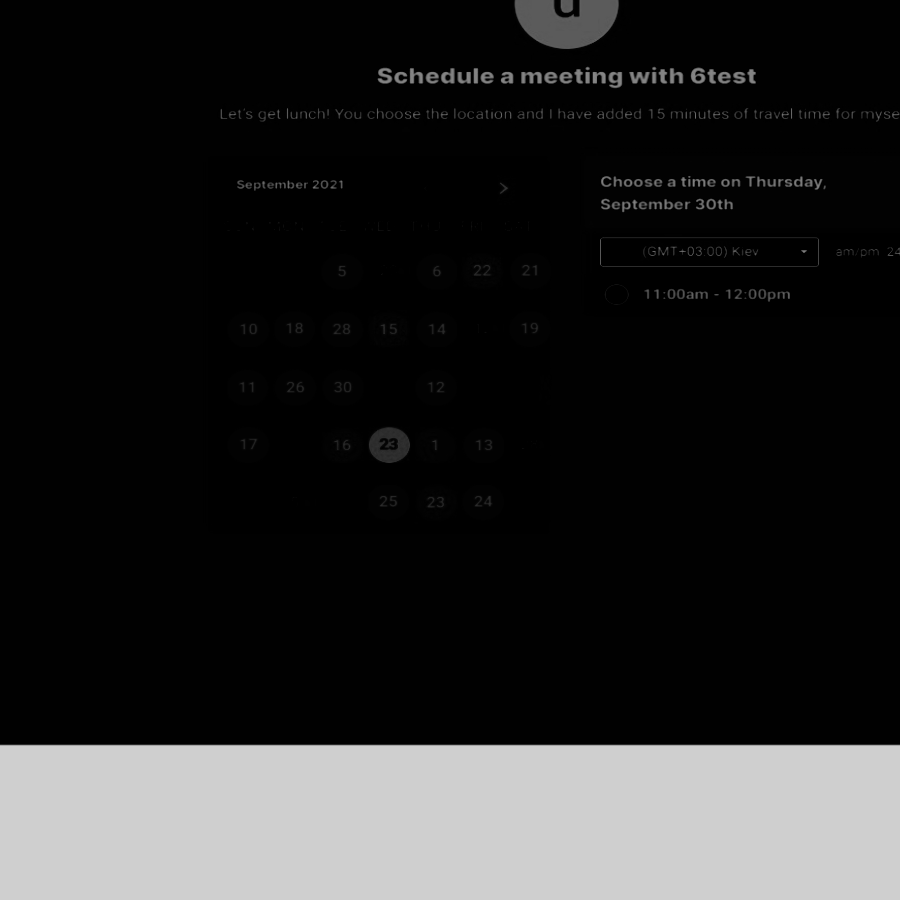 u
Schedule a meeting with 6test
Let's get lunch! You choose the location and I have added 15 minutes of travel time for myse
September 2021
Choose a time on Thursday,
September 30th
(GMT+03:00) Kiev
am/pm 24
11:00am - 12:00pm
5 6 22 21
10 18 28 15 14 19
11 26 30 12
17 16 23 1 13
25 23 24